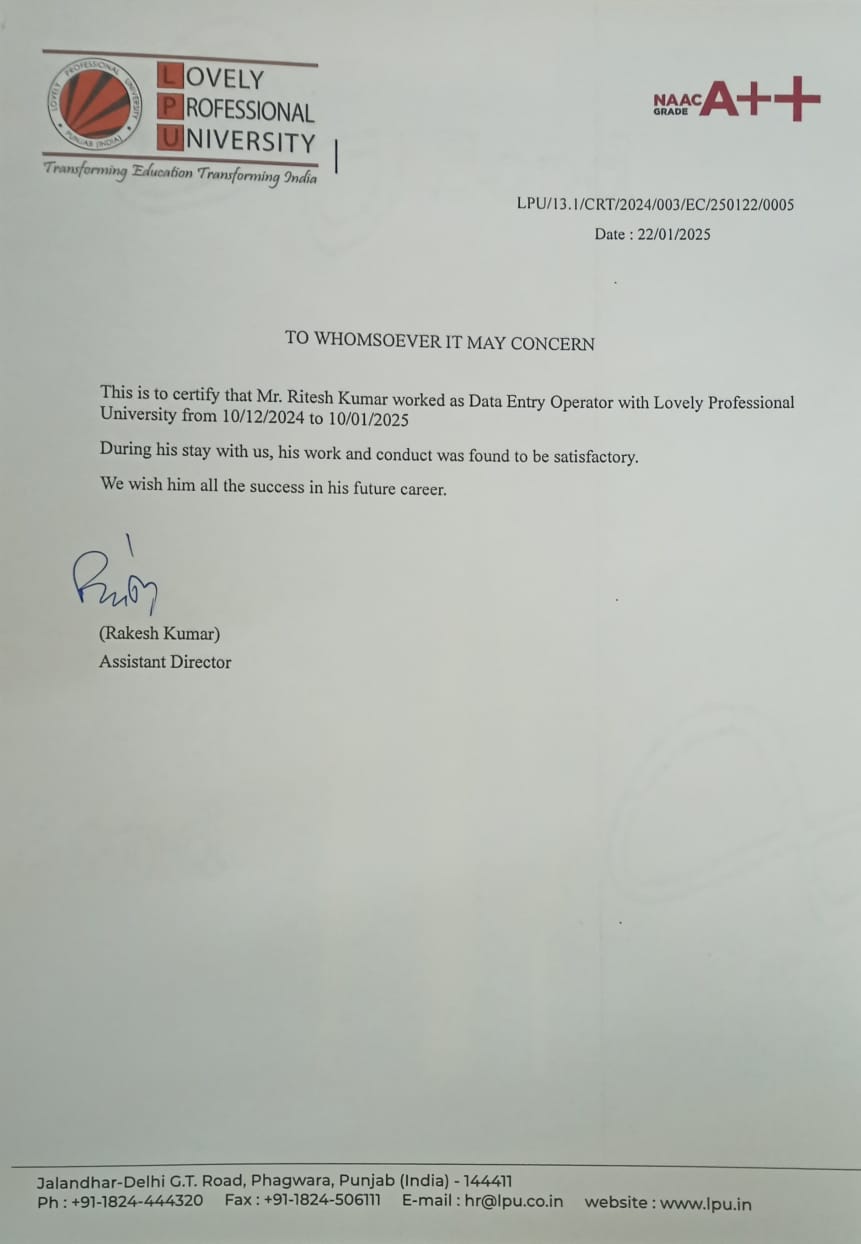 LOVELY
PROFESSIONAL
UNIVERSITY
LOVELY PROFESSIONAL UNIVERSITY
PUNJAB (INDIA)
Transforming Education Transforming India
NAAC
GRADE
A++
LPU/13.1/CRT/2024/003/EC/250122/0005
Date : 22/01/2025
TO WHOMSOEVER IT MAY CONCERN
This is to certify that Mr. Ritesh Kumar worked as Data Entry Operator with Lovely Professional
University from 10/12/2024 to 10/01/2025
During his stay with us, his work and conduct was found to be satisfactory.
We wish him all the success in his future career.
(Rakesh Kumar)
Assistant Director
Jalandhar-Delhi G.T. Road, Phagwara, Punjab (India) - 144411
Ph : +91-1824-444320 Fax : +91-1824-506111 E-mail : hr@lpu.co.in website : www.lpu.in